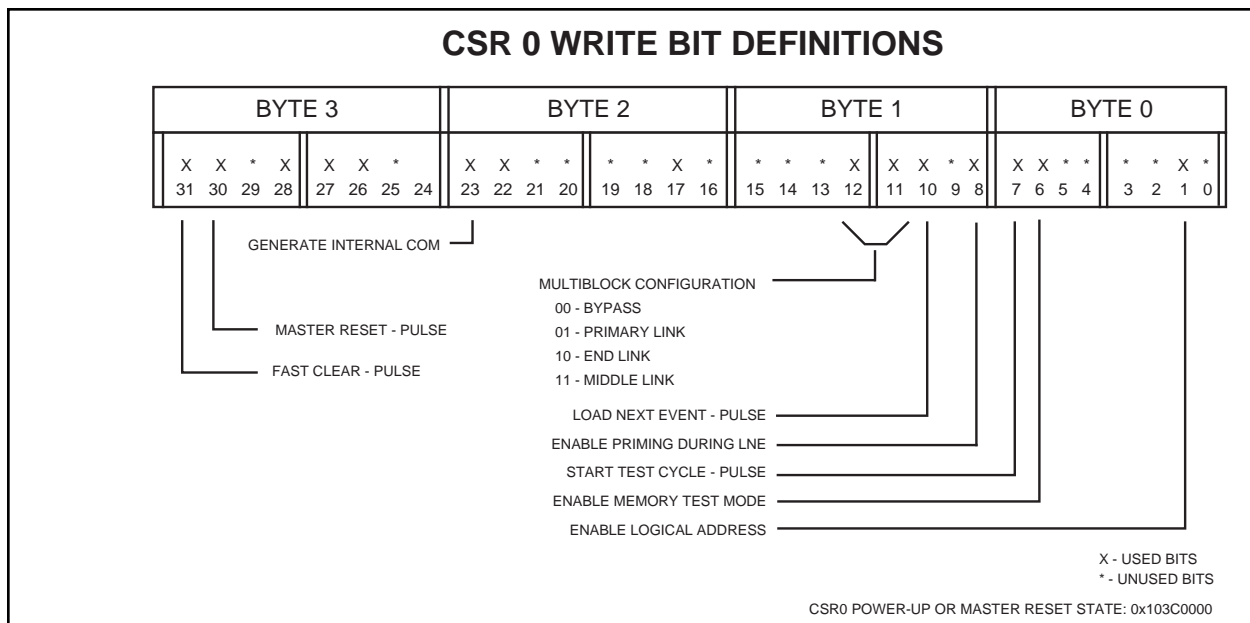 CSR 0 WRITE BIT DEFINITIONS
BYTE 3 BYTE 2 BYTE 1 BYTE 0
X X * X X X * X X * * * * X * * * * X X X * X X X * * * * X *
31 30 29 28 27 26 25 24 23 22 21 20 19 18 17 16 15 14 13 12 11 10 9 8 7 6 5 4 3 2 1 0
GENERATE INTERNAL COM
MULTIBLOCK CONFIGURATION
00 - BYPASS
01 - PRIMARY LINK
10 - END LINK
11 - MIDDLE LINK
MASTER RESET - PULSE
FAST CLEAR - PULSE
LOAD NEXT EVENT - PULSE
ENABLE PRIMING DURING LNE
START TEST CYCLE - PULSE
ENABLE MEMORY TEST MODE
ENABLE LOGICAL ADDRESS
X - USED BITS
* - UNUSED BITS
CSR0 POWER-UP OR MASTER RESET STATE: 0x103C0000